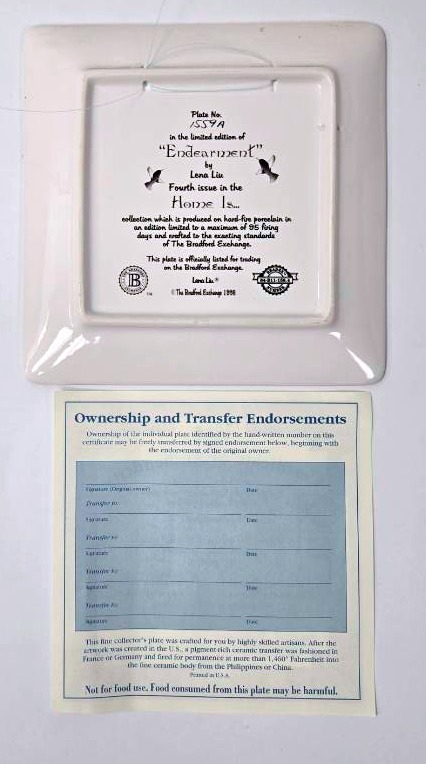 Plate No.
1559A
in the limited edition of
"Endearment"
by
Lena Liu
Fourth issue in the
Home Is...
collection which is produced on hard-fire porcelain in
an edition limited to a maximum of 95 firing
days and crafted to the exacting standards
of The Bradford Exchange.
This plate is officially listed for trading
on the Bradford Exchange.
Lena Liu ®
© The Bradford Exchange 1998
B
™
Ownership and Transfer Endorsements
Ownership of the individual plate identified by the hand-written number on this
certificate may be freely transferred by signed endorsement below, beginning with
the endorsement of the original owner.
Signature (Original owner) Date
Transfer to:
Signature Date
Transfer to:
Signature Date
Transfer to:
Signature Date
Transfer to:
Signature Date
This fine collector's plate was crafted for you by highly skilled artisans. After the
artwork was created in the U.S., a pigment-rich ceramic transfer was fashioned in
France or Germany and fired for permanence at more than 1,460° Fahrenheit into
the fine ceramic body from the Philippines or China.
Printed in U.S.A.
Not for food use. Food consumed from this plate may be harmful.